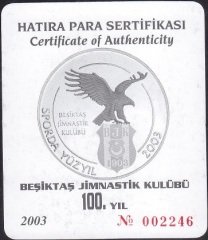 HATIRA PARA SERTİFİKASI
Certificate of Authenticity
BEŞİKTAŞ
JİMNASTİK
KULÜBÜ
SPORDA YÜZYIL
2003
1903
BEŞİKTAŞ JİMNASTİK KULÜBÜ
100. YIL
2003 № 002246